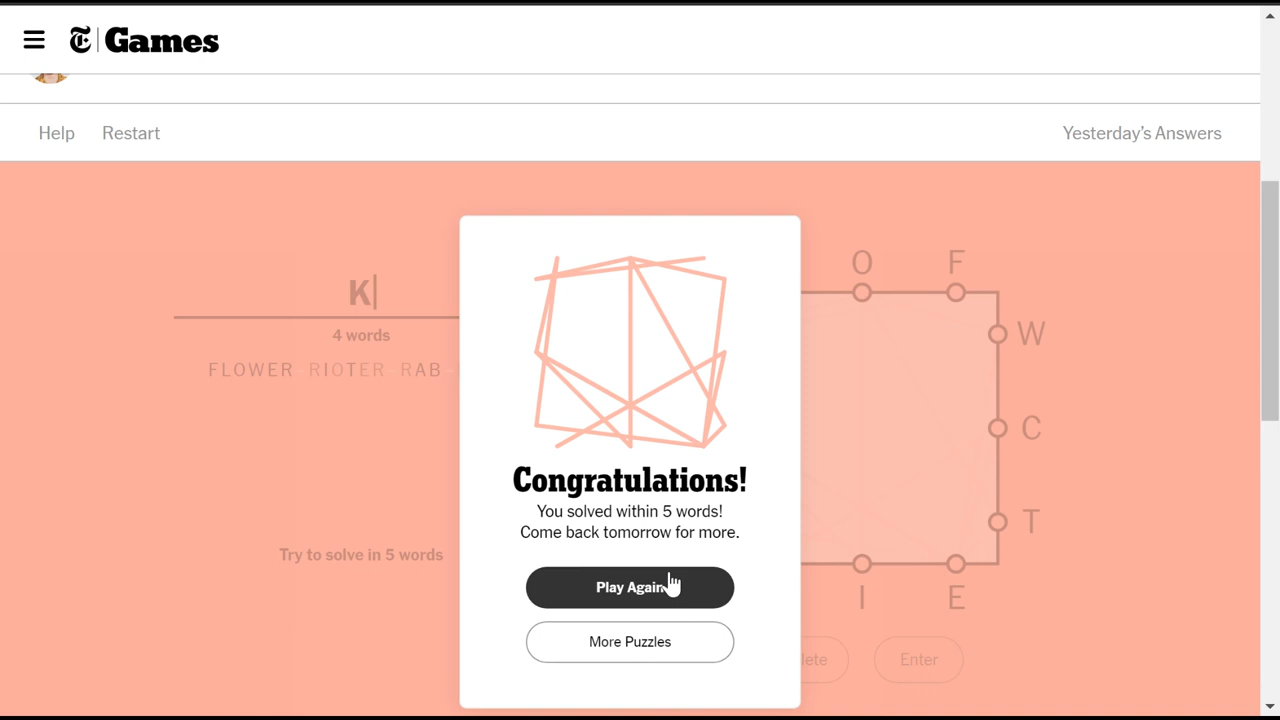 T Games
Help Restart Yesterday's Answers
K
4 words
FLOWER - RIOTER - RAB -
Try to solve in 5 words
O F
W
C
T
I E
Congratulations!
You solved within 5 words!
Come back tomorrow for more.
Play Again
More Puzzles
lete Enter